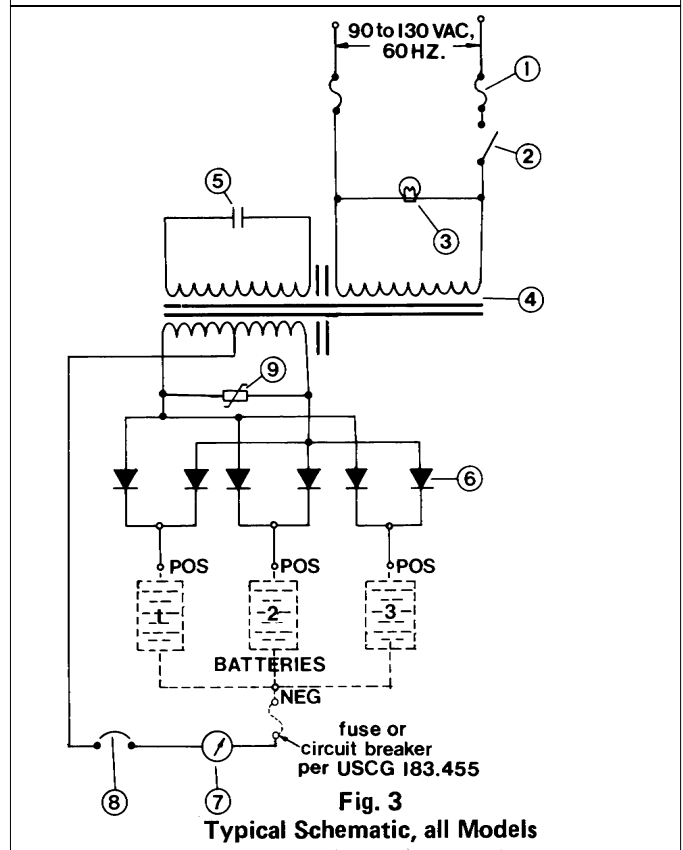 90 to 130 VAC,
60 HZ.
1
2
5
3
4
9
6
POS POS POS
1 2 3
BATTERIES
NEG
fuse or
circuit breaker
per USCG 183.455
8 7
Fig. 3
Typical Schematic, all Models